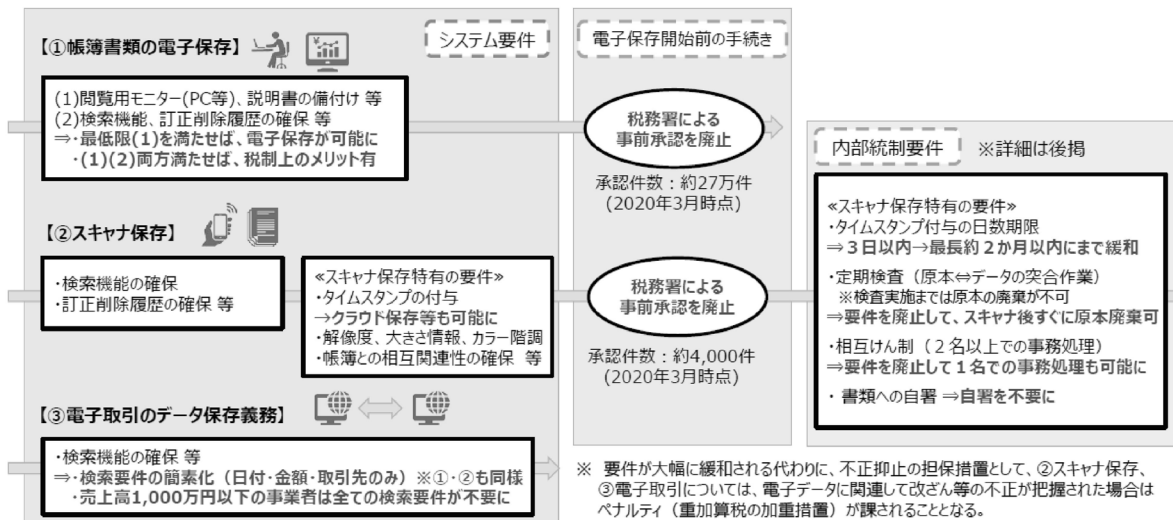 【①帳簿書類の電子保存】
システム要件
電子保存開始前の手続き
(1)閲覧用モニター(PC等)、説明書の備付け 等
(2)検索機能、訂正削除履歴の確保 等
⇒・最低限(1)を満たせば、電子保存が可能に
・(1)(2)両方満たせば、税制上のメリット有
税務署による
事前承認を廃止
承認件数：約27万件
(2020年3月時点)
内部統制要件 ※詳細は後掲
【②スキャナ保存】
・検索機能の確保
・訂正削除履歴の確保 等
≪スキャナ保存特有の要件≫
・タイムスタンプの付与
→クラウド保存等も可能に
・解像度、大きさ情報、カラー階調
・帳簿との相互関連性の確保 等
税務署による
事前承認を廃止
承認件数：約4,000件
(2020年3月時点)
≪スキャナ保存特有の要件≫
・タイムスタンプ付与の日数期限
⇒３日以内→最長約２か月以内にまで緩和
・定期検査（原本⇔データの突合作業）
※検査実施までは原本の廃棄が不可
⇒要件を廃止して、スキャナ後すぐに原本廃棄可
・相互けん制（２名以上での事務処理）
⇒要件を廃止して１名での事務処理も可能に
・ 書類への自署 ⇒自署を不要に
【③電子取引のデータ保存義務】
・検索機能の確保 等
⇒・検索要件の簡素化（日付・金額・取引先のみ）※①・②も同様
・売上高1,000万円以下の事業者は全ての検索要件が不要に
※ 要件が大幅に緩和される代わりに、不正抑止の担保措置として、②スキャナ保存、
③電子取引については、電子データに関連して改ざん等の不正が把握された場合は
ペナルティ（重加算税の加重措置）が課されることとなる。